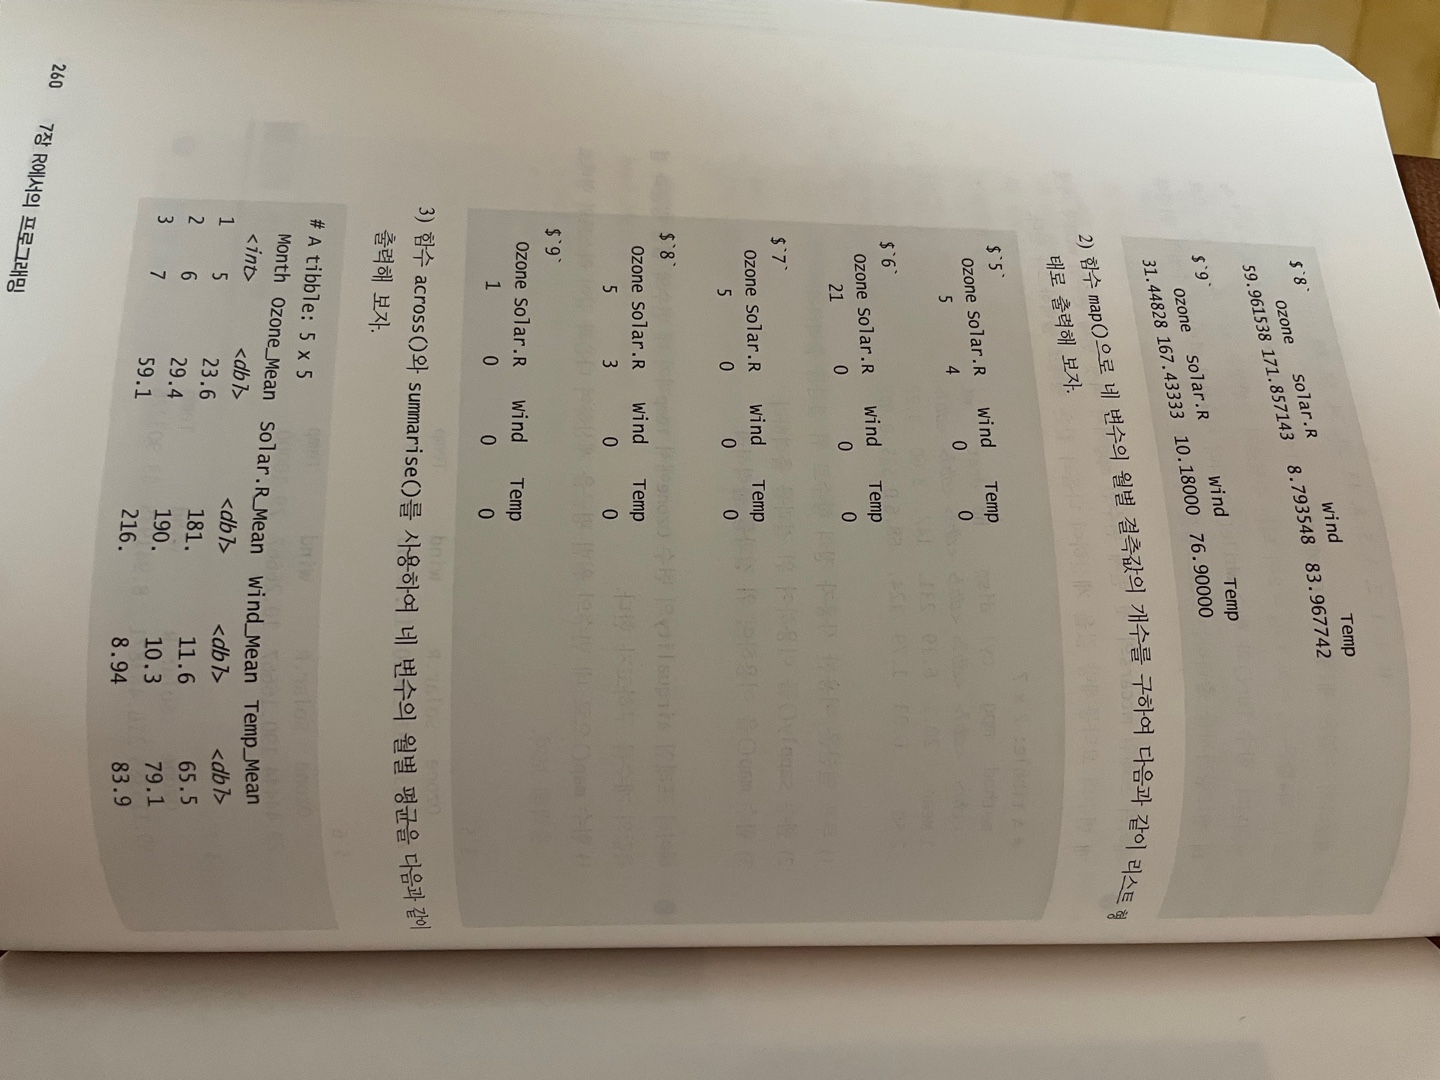 $`8`
Ozone Solar.R Wind Temp
59.961538 171.857143 8.793548 83.967742
$`9`
Ozone Solar.R Wind Temp
31.44828 167.43333 10.18000 76.90000
2) 함수 map()으로 네 변수의 월별 결측값의 개수를 구하여 다음과 같이 리스트 형
태로 출력해 보자.
$`5`
Ozone Solar.R Wind Temp
5 4 0 0
$`6`
Ozone Solar.R Wind Temp
21 0 0 0
$`7`
Ozone Solar.R Wind Temp
5 0 0 0
$`8`
Ozone Solar.R Wind Temp
5 3 0 0
$`9`
Ozone Solar.R Wind Temp
1 0 0 0
3) 함수 across()와 summarise()를 사용하여 네 변수의 월별 평균을 다음과 같이
출력해 보자.
# A tibble: 5 x 5
Month Ozone_Mean Solar.R_Mean Wind_Mean Temp_Mean
<int> <dbl> <dbl> <dbl> <dbl>
1 5 23.6 181. 11.6 65.5
2 6 29.4 190. 10.3 79.1
3 7 59.1 216. 8.94 83.9
260 7장 R에서의 프로그래밍